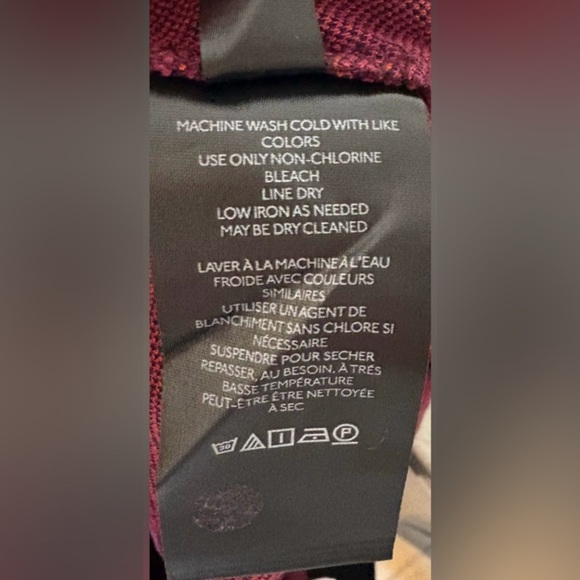 MACHINE WASH COLD WITH LIKE
COLORS
USE ONLY NON-CHLORINE
BLEACH
LINE DRY
LOW IRON AS NEEDED
MAY BE DRY CLEANED
LAVER À LA MACHINE À L'EAU
FROIDE AVEC COULEURS
SIMILAIRES
UTILISER UN AGENT DE
BLANCHIMENT SANS CHLORE SI
NÉCESSAIRE
SUSPENDRE POUR SECHER
REPASSER, AU BESOIN, À TRÉS
BASSE TEMPÉRATURE
PEUT-ÊTRE ÊTRE NETTOYÉE
À SEC
30 P